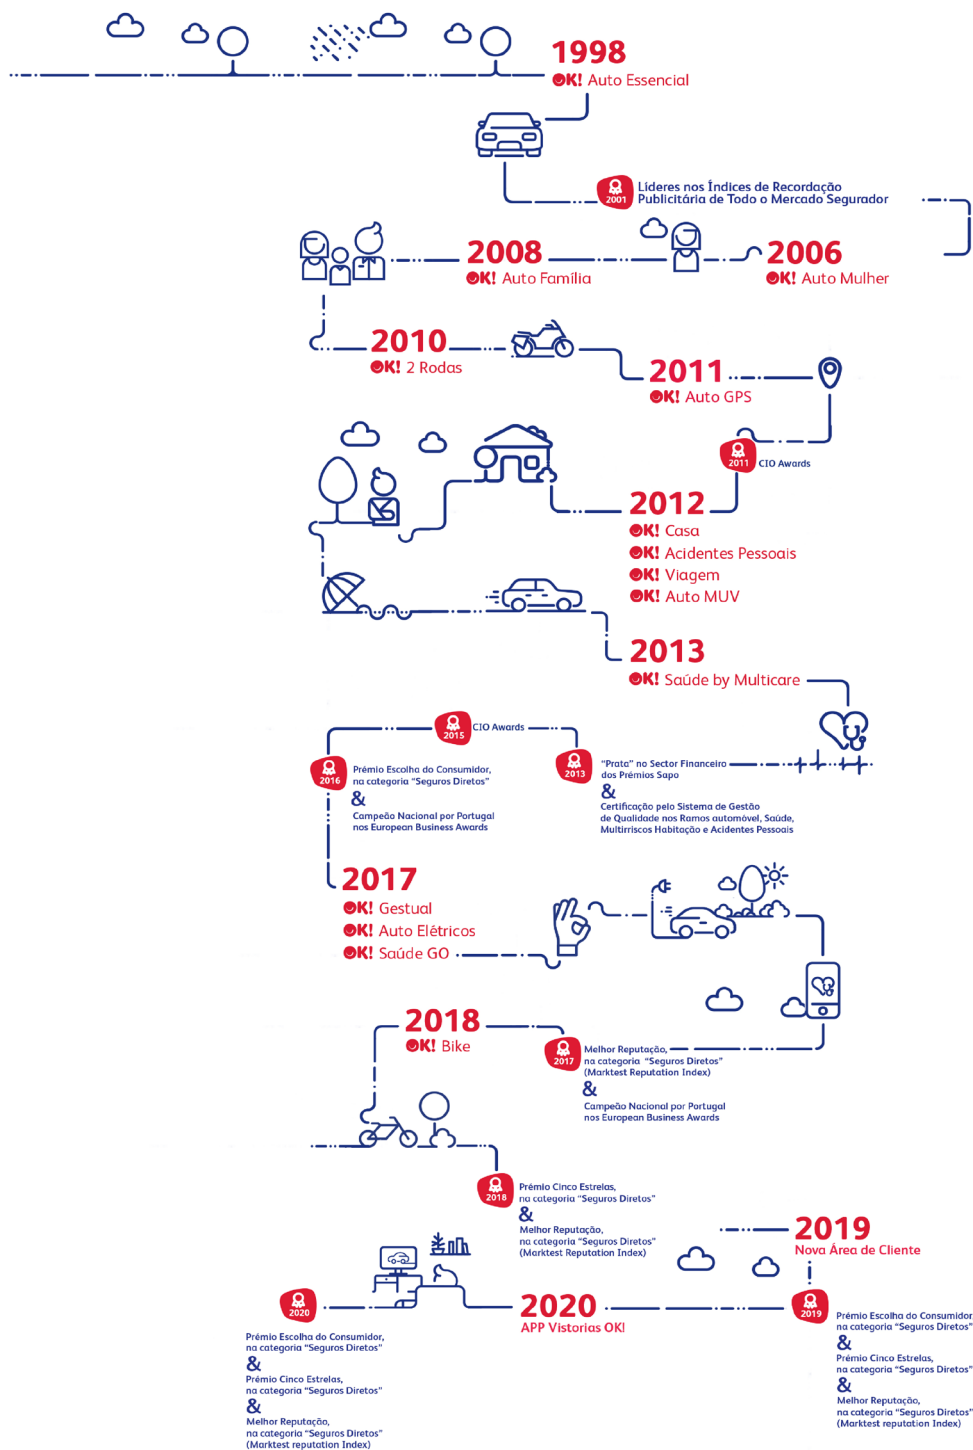 1998
OK! Auto Essencial
2001
Líderes nos Índices de Recordação
Publicitária de Todo o Mercado Segurador
2006
OK! Auto Mulher
2008
OK! Auto Família
2010
OK! 2 Rodas
2011
OK! Auto GPS
2011
CIO Awards
2012
OK! Casa
OK! Acidentes Pessoais
OK! Viagem
OK! Auto MUV
2013
OK! Saúde by Multicare
2013
"Prata" no Sector Financeiro
dos Prémios Sapo
&
Certificação pelo Sistema de Gestão
de Qualidade nos Ramos automóvel, Saúde,
Multirriscos Habitação e Acidentes Pessoais
2015
CIO Awards
2016
Prémio Escolha do Consumidor,
na categoria "Seguros Diretos"
&
Campeão Nacional por Portugal
nos European Business Awards
2017
OK! Gestual
OK! Auto Elétricos
OK! Saúde GO
2017
Melhor Reputação,
na categoria "Seguros Diretos"
(Marktest Reputation Index)
&
Campeão Nacional por Portugal
nos European Business Awards
2018
OK! Bike
2018
Prémio Cinco Estrelas,
na categoria "Seguros Diretos"
&
Melhor Reputação,
na categoria "Seguros Diretos"
(Marktest Reputation Index)
2019
Nova Área de Cliente
2019
Prémio Escolha do Consumidor
na categoria "Seguros Diretos"
&
Prémio Cinco Estrelas,
na categoria "Seguros Diretos"
&
Melhor Reputação,
na categoria "Seguros Diretos"
(Marktest reputation Index)
2020
APP Vistorias OK!
2020
Prémio Escolha do Consumidor,
na categoria "Seguros Diretos"
&
Prémio Cinco Estrelas,
na categoria "Seguros Diretos"
&
Melhor Reputação,
na categoria "Seguros Diretos"
(Marktest reputation Index)